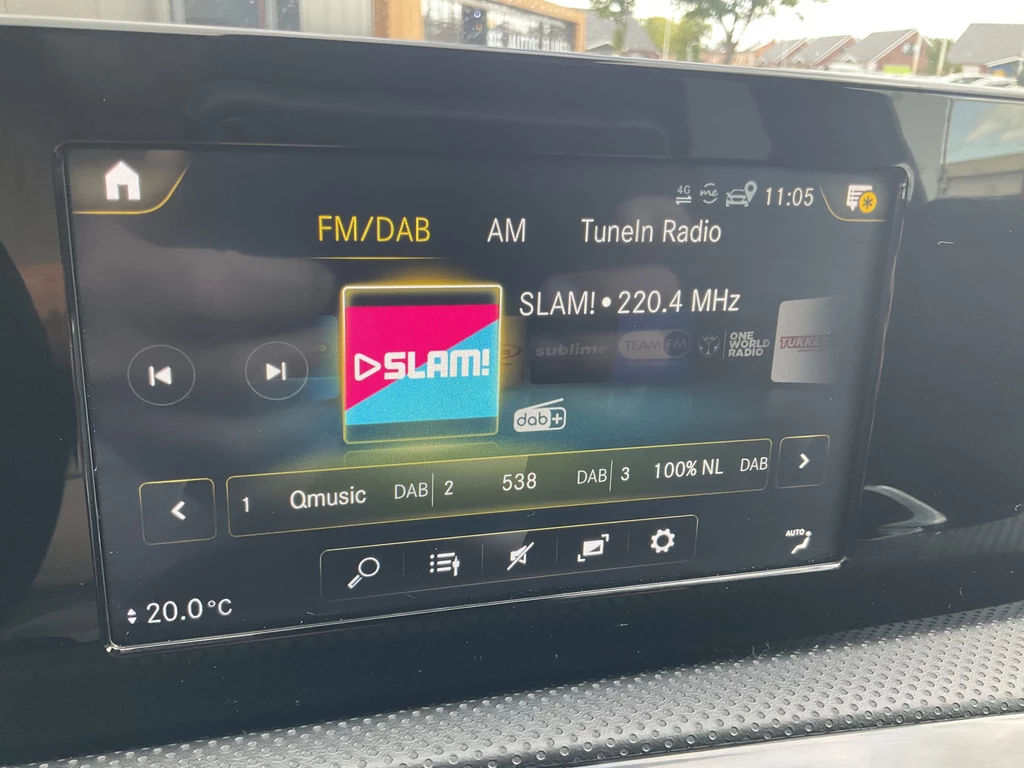 4G me 11:05
FM/DAB AM TuneIn Radio
SLAM! • 220.4 MHz
SLAM!
sublime
TEAM FM
ONE
WORLD
RADIO
dab+
1 Qmusic DAB 2 538 DAB 3 100% NL DAB
AUTO
20.0°C